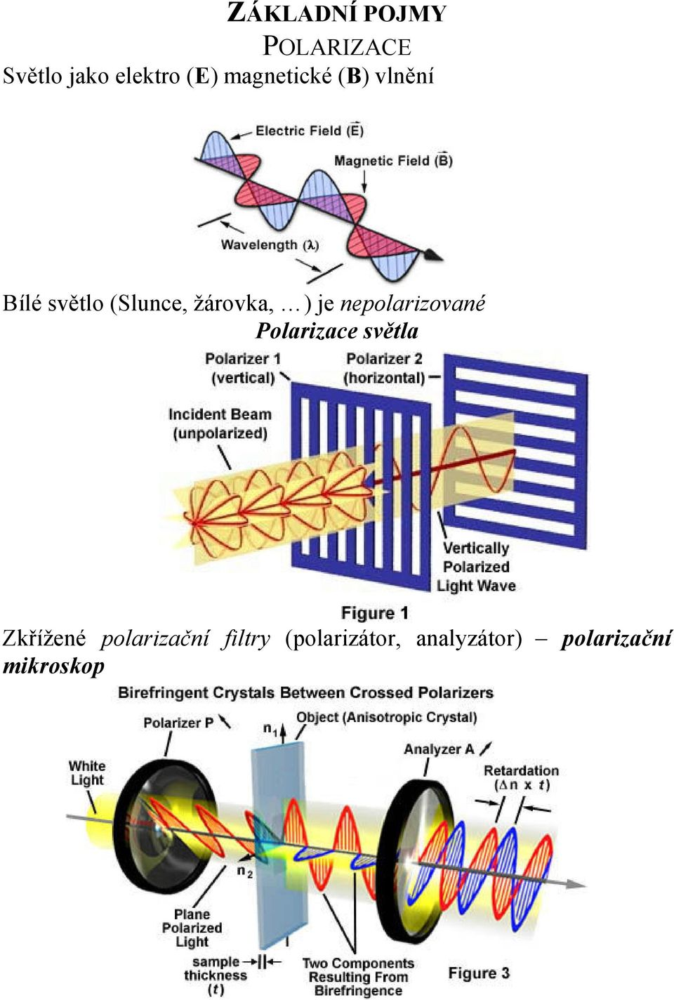 ZÁKLADNÍ POJMY
POLARIZACE
Světlo jako elektro (E) magnetické (B) vlnění
Electric Field (E⃗)
Magnetic Field (B⃗)
Wavelength (λ)
Bílé světlo (Slunce, žárovka, …) je nepolarizované
Polarizace světla
Polarizer 1
(vertical)
Polarizer 2
(horizontal)
Incident Beam
(unpolarized)
Vertically
Polarized
Light Wave
Figure 1
Zkřížené polarizační filtry (polarizátor, analyzátor) – polarizační
mikroskop
Birefringent Crystals Between Crossed Polarizers
Polarizer P
n1
Object (Anisotropic Crystal)
Analyzer A
White
Light
Retardation
(Δn x t)
n2
Plane
Polarized
Light
sample
thickness
(t)
Two Components
Resulting From
Birefringence
Figure 3